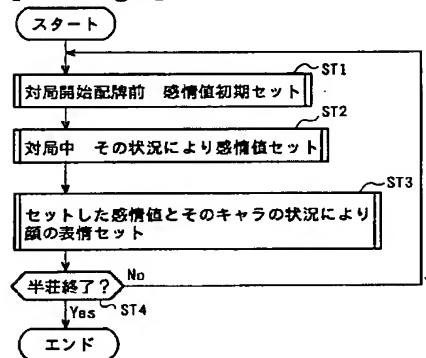 スタート
ST1
対局開始配牌前 感情値初期セット
ST2
対局中 その状況により感情値セット
ST3
セットした感情値とそのキャラの状況により
顔の表情セット
半荘終了?
No
Yes
ST4
エンド